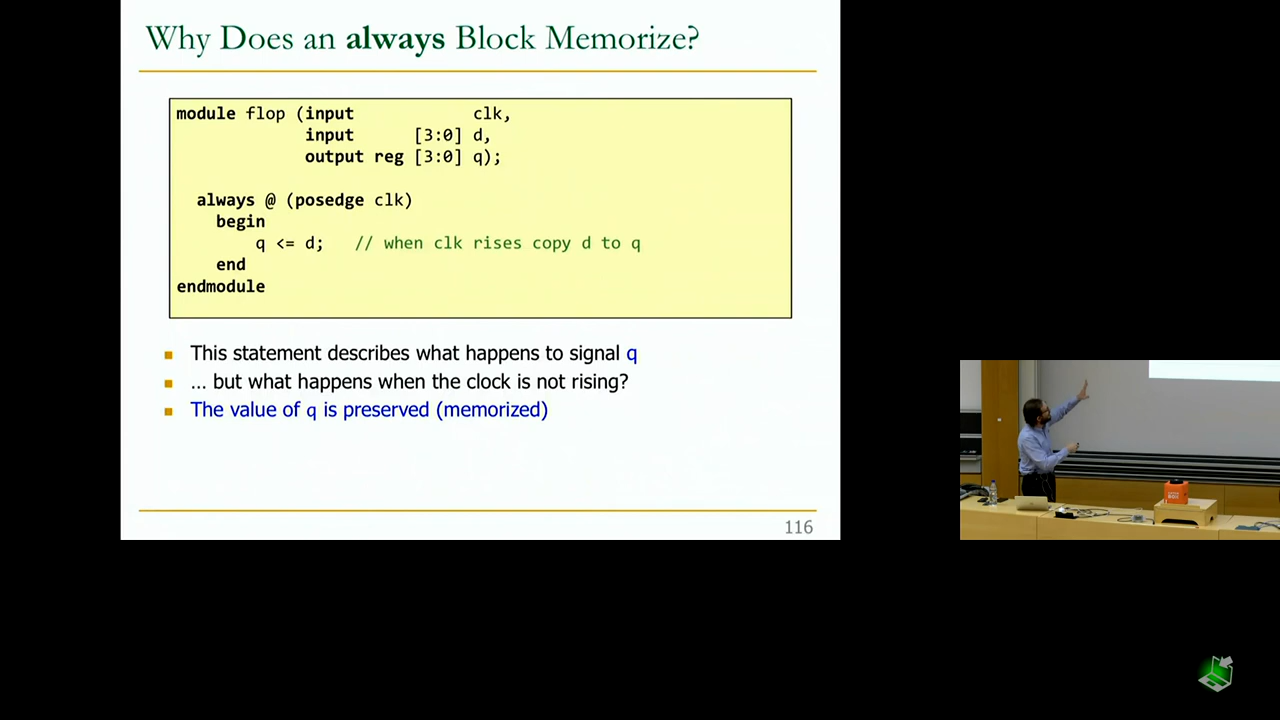 Why Does an always Block Memorize?
module flop (input clk,
input [3:0] d,
output reg [3:0] q);
always @ (posedge clk)
begin
q <= d; // when clk rises copy d to q
end
endmodule
This statement describes what happens to signal q
… but what happens when the clock is not rising?
The value of q is preserved (memorized)
116